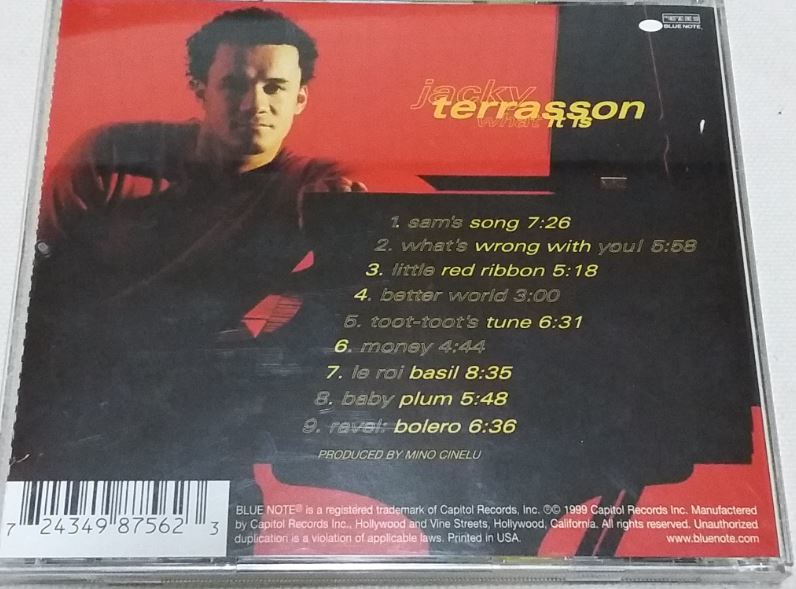 BLUE NOTE
jacky
terrasson
what it is
1. sam's song 7:26
2. what's wrong with you! 5:58
3. little red ribbon 5:18
4. better world 3:00
5. toot-toot's tune 6:31
6. money 4:44
7. le roi basil 8:35
8. baby plum 5:48
9. ravel: bolero 6:36
PRODUCED BY MINO CINELU
BLUE NOTE® is a registered trademark of Capitol Records, Inc. ℗© 1999 Capitol Records Inc. Manufactered
by Capitol Records Inc., Hollywood and Vine Streets, Hollywood, California. All rights reserved. Unauthorized
duplication is a violation of applicable laws. Printed in USA.
www.bluenote.com
7 24349 87562 3